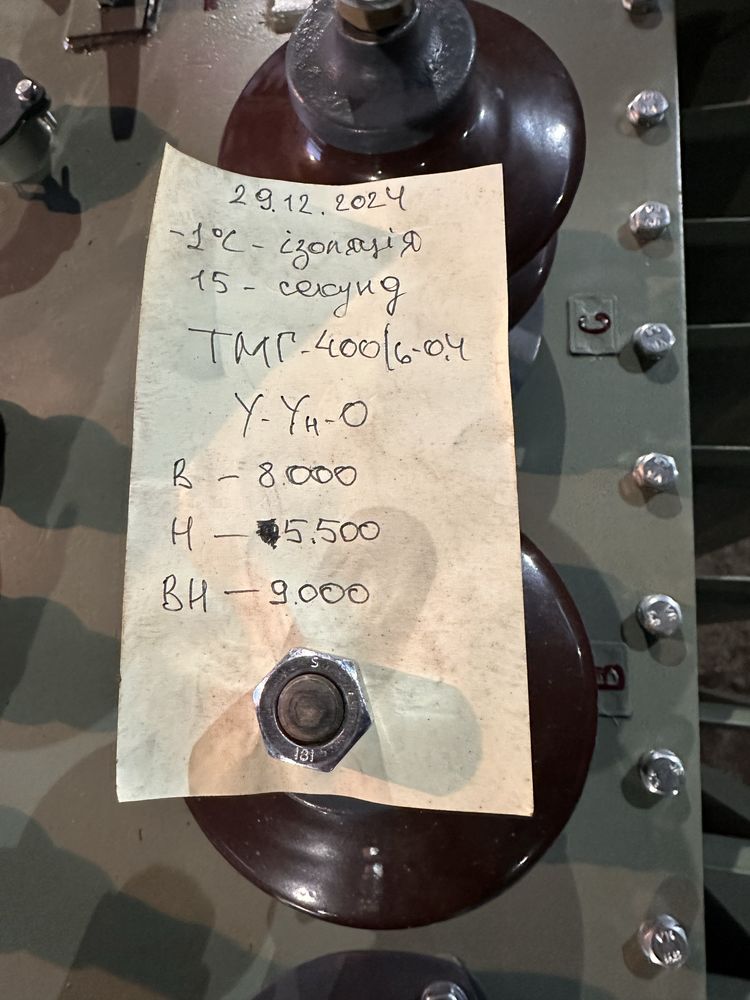 29.12.2024
-1°C - ізоляція
15 - секунд
ТМГ-400/6-0.4
У-Ун-0
В - 8.000
Н - 5.500
ВН - 9.000
С
В